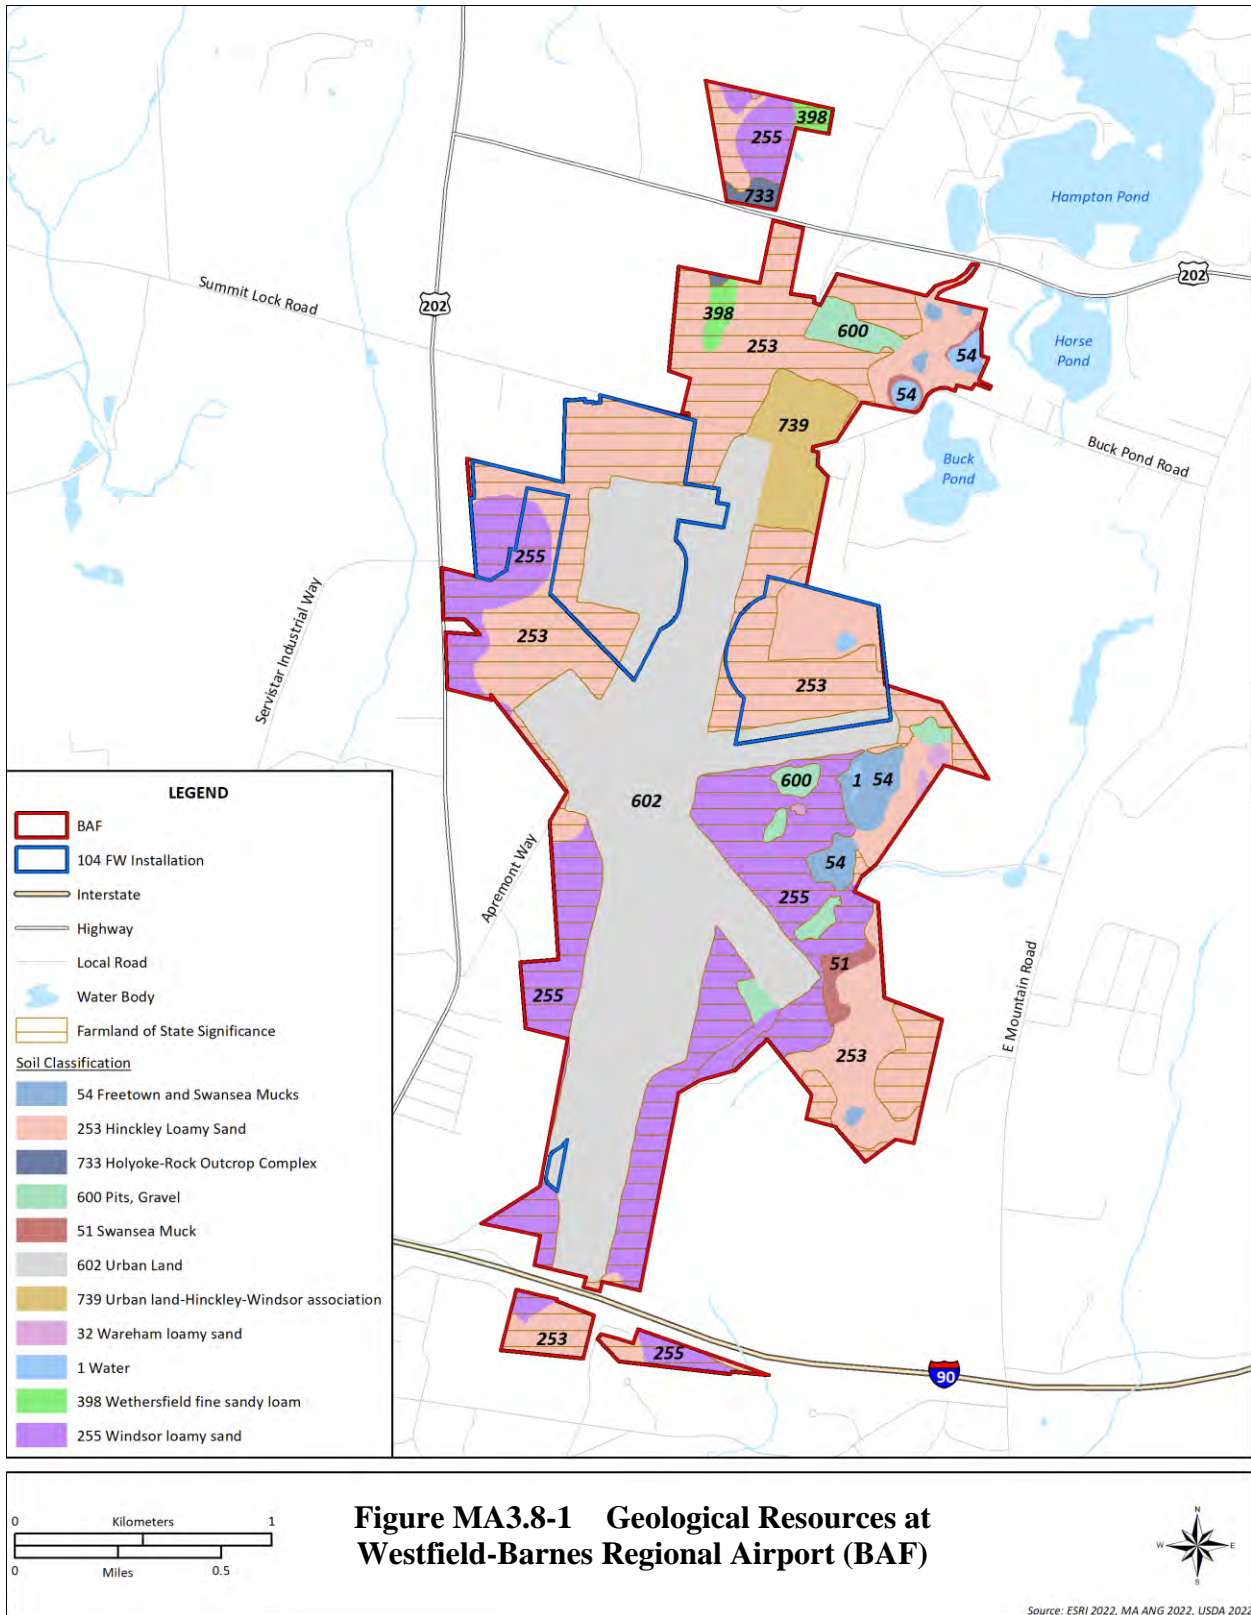 398
255
733
Hampton Pond
202
Summit Lock Road
202
398
600
253
Horse
Pond
54
54
739
Buck Pond Road
Buck
Pond
255
Servistar Industrial Way
253
253
600
1
54
602
54
255
Apremont Way
51
255
E Mountain Road
253
253
255
90
LEGEND
BAF
104 FW Installation
Interstate
Highway
Local Road
Water Body
Farmland of State Significance
Soil Classification
54 Freetown and Swansea Mucks
253 Hinckley Loamy Sand
733 Holyoke-Rock Outcrop Complex
600 Pits, Gravel
51 Swansea Muck
602 Urban Land
739 Urban land-Hinckley-Windsor association
32 Wareham loamy sand
1 Water
398 Wethersfield fine sandy loam
255 Windsor loamy sand
0 Kilometers 1
0 Miles 0.5
Figure MA3.8-1 Geological Resources at
Westfield-Barnes Regional Airport (BAF)
N
W E
S
Source: ESRI 2022, MA ANG 2022, USDA 2022